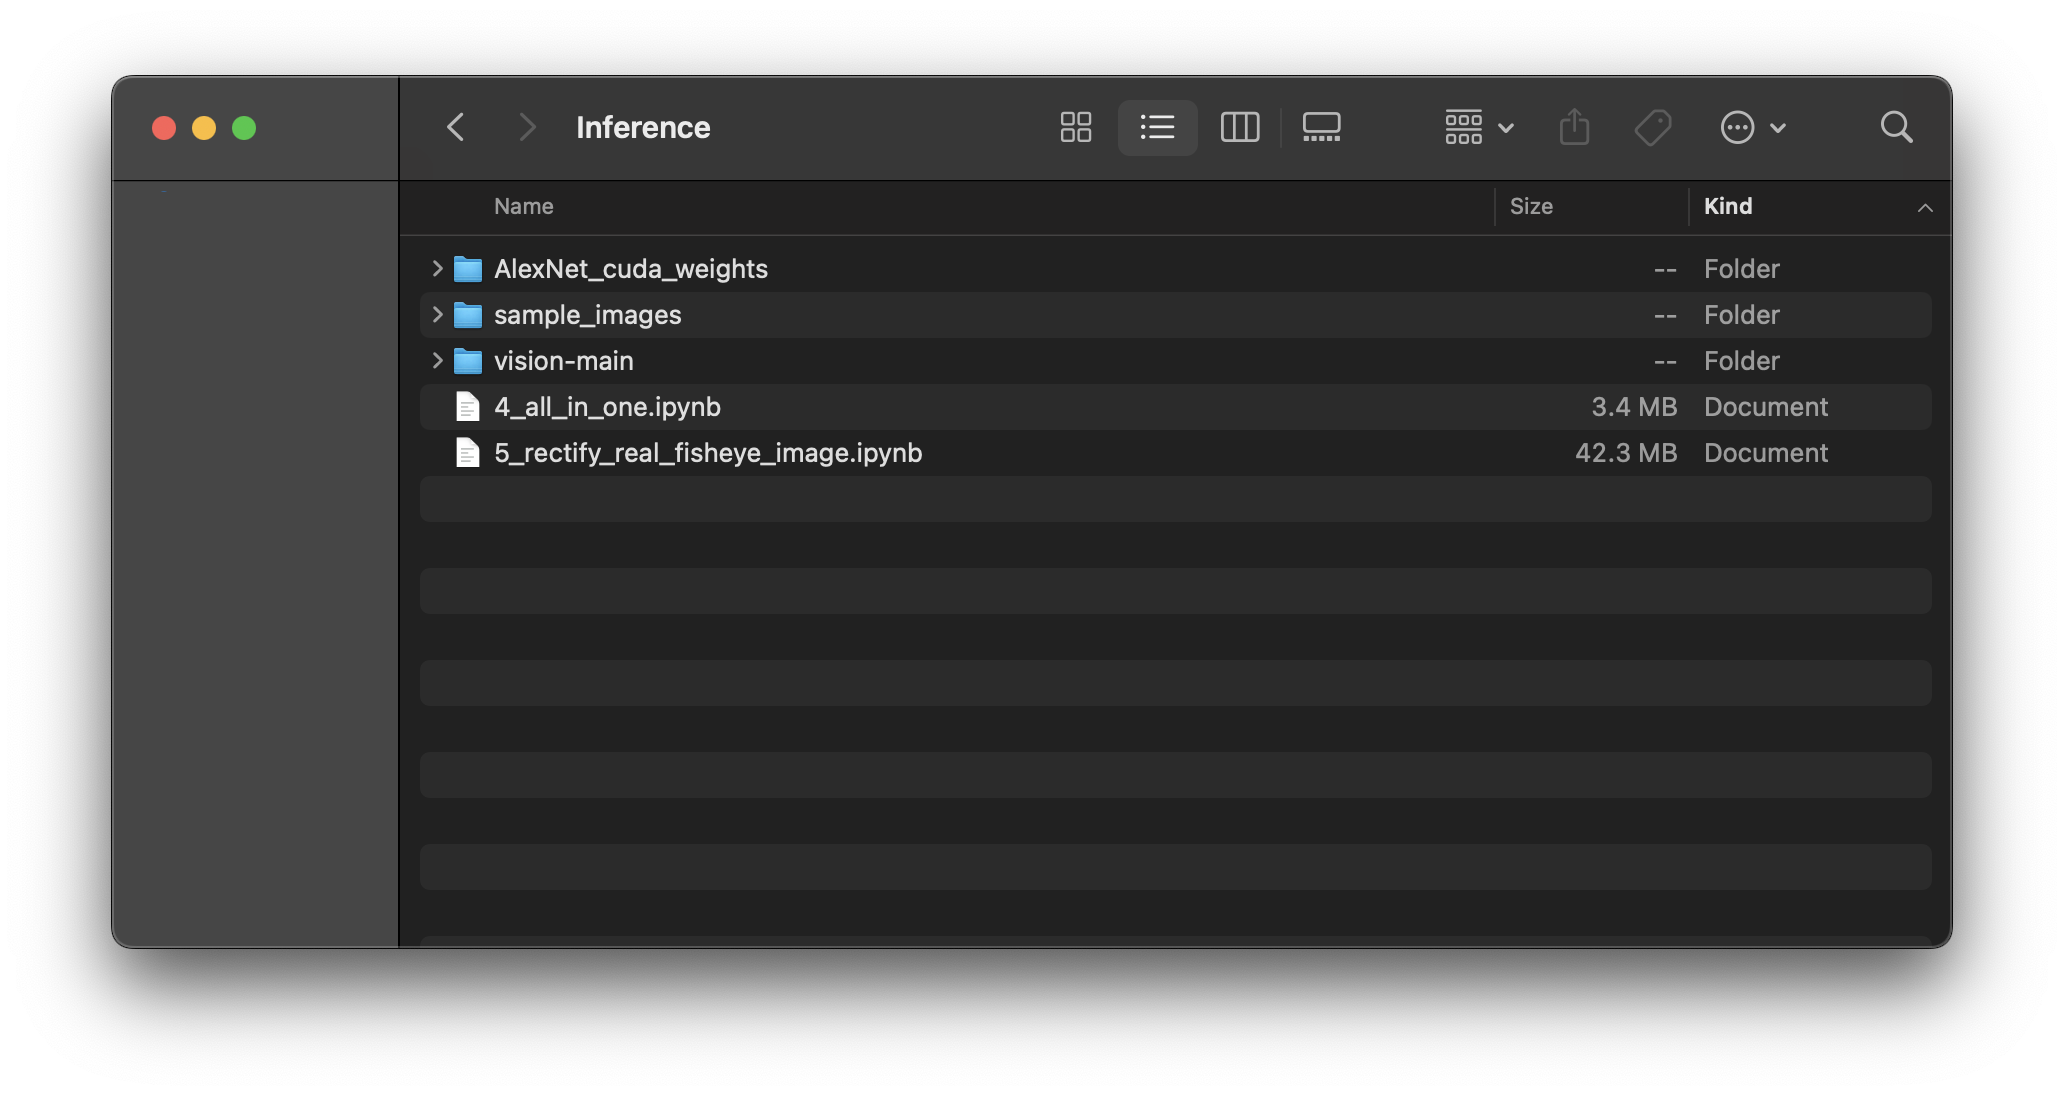 Inference
Name Size Kind
AlexNet_cuda_weights -- Folder
sample_images -- Folder
vision-main -- Folder
4_all_in_one.ipynb 3.4 MB Document
5_rectify_real_fisheye_image.ipynb 42.3 MB Document